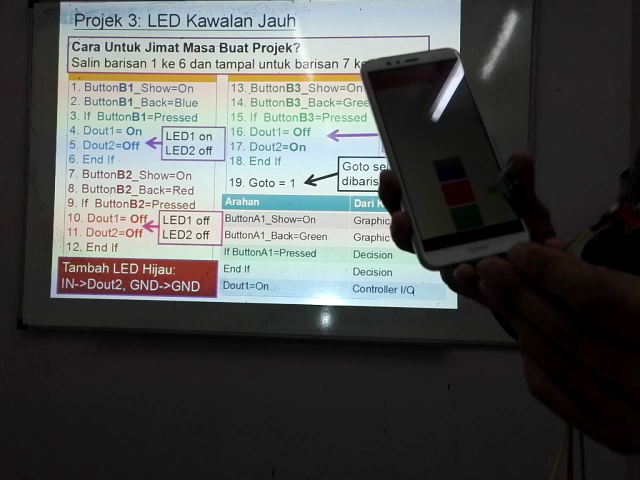 Projek 3: LED Kawalan Jauh
Cara Untuk Jimat Masa Buat Projek?
Salin barisan 1 ke 6 dan tampal untuk barisan 7
1. ButtonB1_Show=On
2. ButtonB1_Back=Blue
3. If ButtonB1=Pressed
4. Dout1= On
5. Dout2=Off
6. End If
LED1 on
LED2 off
7. ButtonB2_Show=On
8. ButtonB2_Back=Red
9. If ButtonB2=Pressed
10. Dout1= Off
11. Dout2=Off
12. End If
LED1 off
LED2 off
Tambah LED Hijau:
IN->Dout2, GND->GND
13. ButtonB3_Show=On
14. ButtonB3_Back=Gree
15. If ButtonB3=Pressed
16. Dout1= Off
17. Dout2=On
18. End If
19. Goto = 1
Goto se
dibaris
Arahan Dari K
ButtonA1_Show=On Graphic
ButtonA1_Back=Green Graphic
If ButtonA1=Pressed Decision
End If Decision
Dout1=On Controller I/O
honor